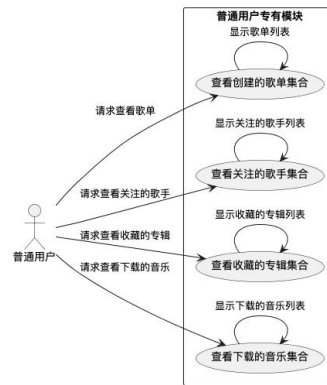 普通用户专有模块
显示歌单列表
查看创建的歌单集合
请求查看歌单
显示关注的歌手列表
查看关注的歌手集合
请求查看关注的歌手
显示收藏的专辑列表
请求查看收藏的专辑
查看收藏的专辑集合
普通用户
请求查看下载的音乐
显示下载的音乐列表
查看下载的音乐集合